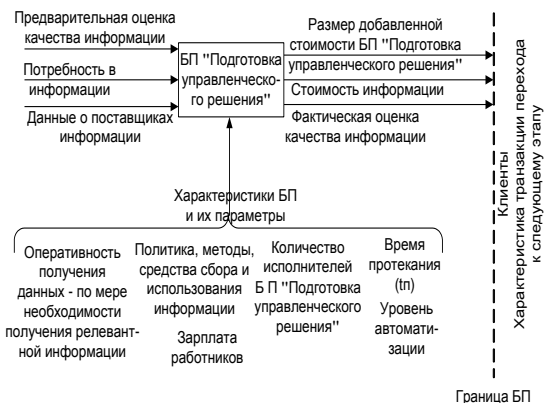 Предварительная оценка
качества информации
Потребность в
информации
Данные о поставщиках
информации
БП "Подготовка
управленческо-
го решения"
Размер добавленной
стоимости БП "Подготовка
управленческого решения"
Стоимость информации
Фактическая оценка
качества информации
Клиенты
Характеристика транзакции перехода
к следующему этапу
Характеристики БП
и их параметры
Оперативность
получения
данных - по мере
необходимости
получения релевант-
ной информации
Политика, методы,
средства сбора и
использования
информации
Зарплата
работников
Количество
исполнителей
Б П "Подготовка
управленческого
решения"
Время
протекания
(tп)
Уровень
автомати-
зации
Граница БП